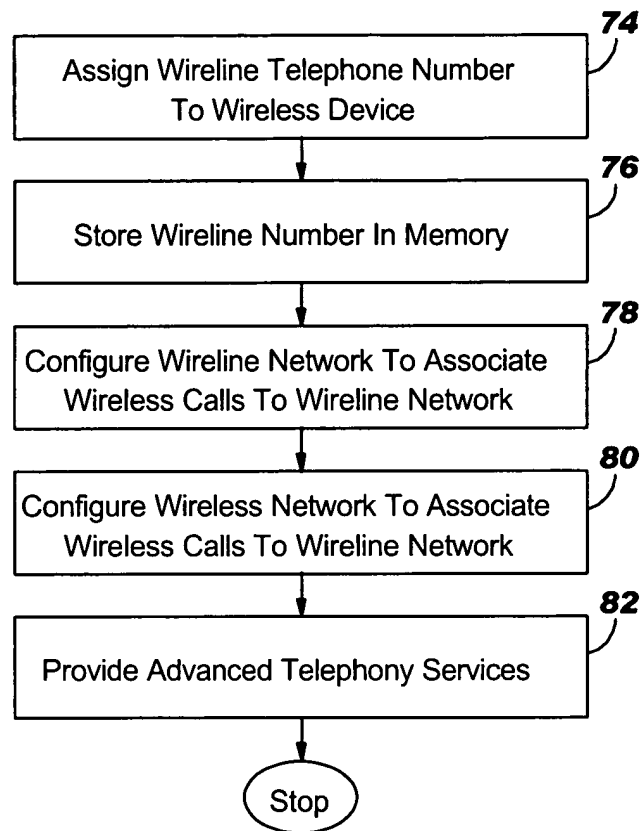 74
Assign Wireline Telephone Number
To Wireless Device
76
Store Wireline Number In Memory
78
Configure Wireline Network To Associate
Wireless Calls To Wireline Network
80
Configure Wireless Network To Associate
Wireless Calls To Wireline Network
82
Provide Advanced Telephony Services
Stop